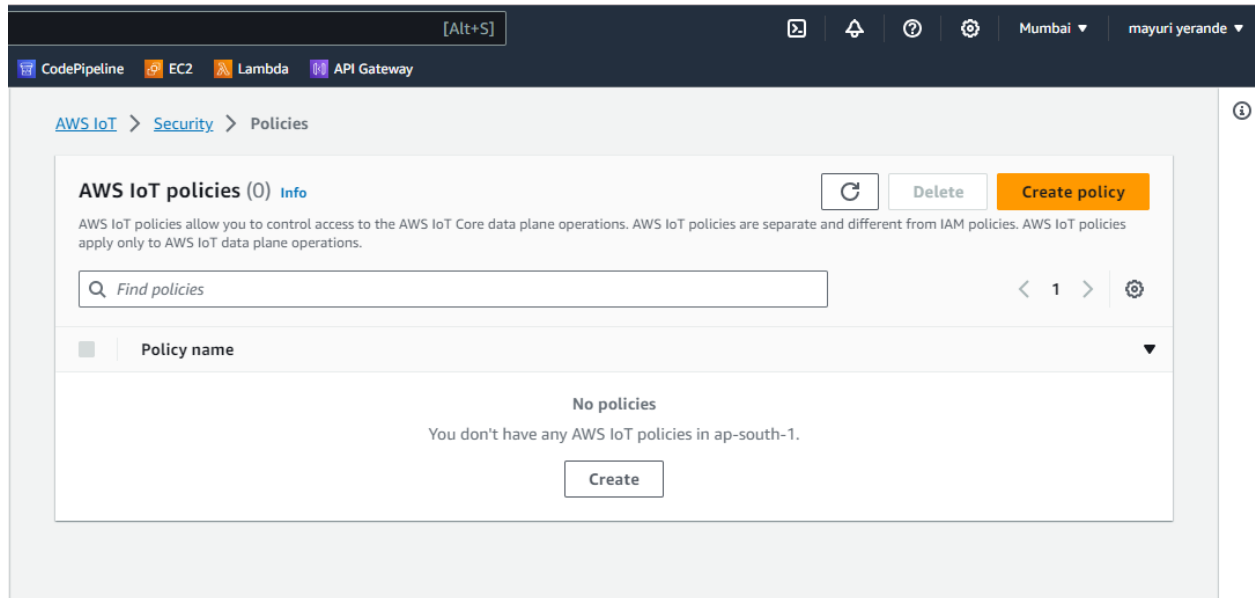 [Alt+S]
Mumbai
mayuri yerande
CodePipeline EC2 Lambda API Gateway
AWS IoT > Security > Policies
AWS IoT policies (0) Info
Delete
Create policy
AWS IoT policies allow you to control access to the AWS IoT Core data plane operations. AWS IoT policies are separate and different from IAM policies. AWS IoT policies
apply only to AWS IoT data plane operations.
Find policies
< 1 >
Policy name
No policies
You don't have any AWS IoT policies in ap-south-1.
Create